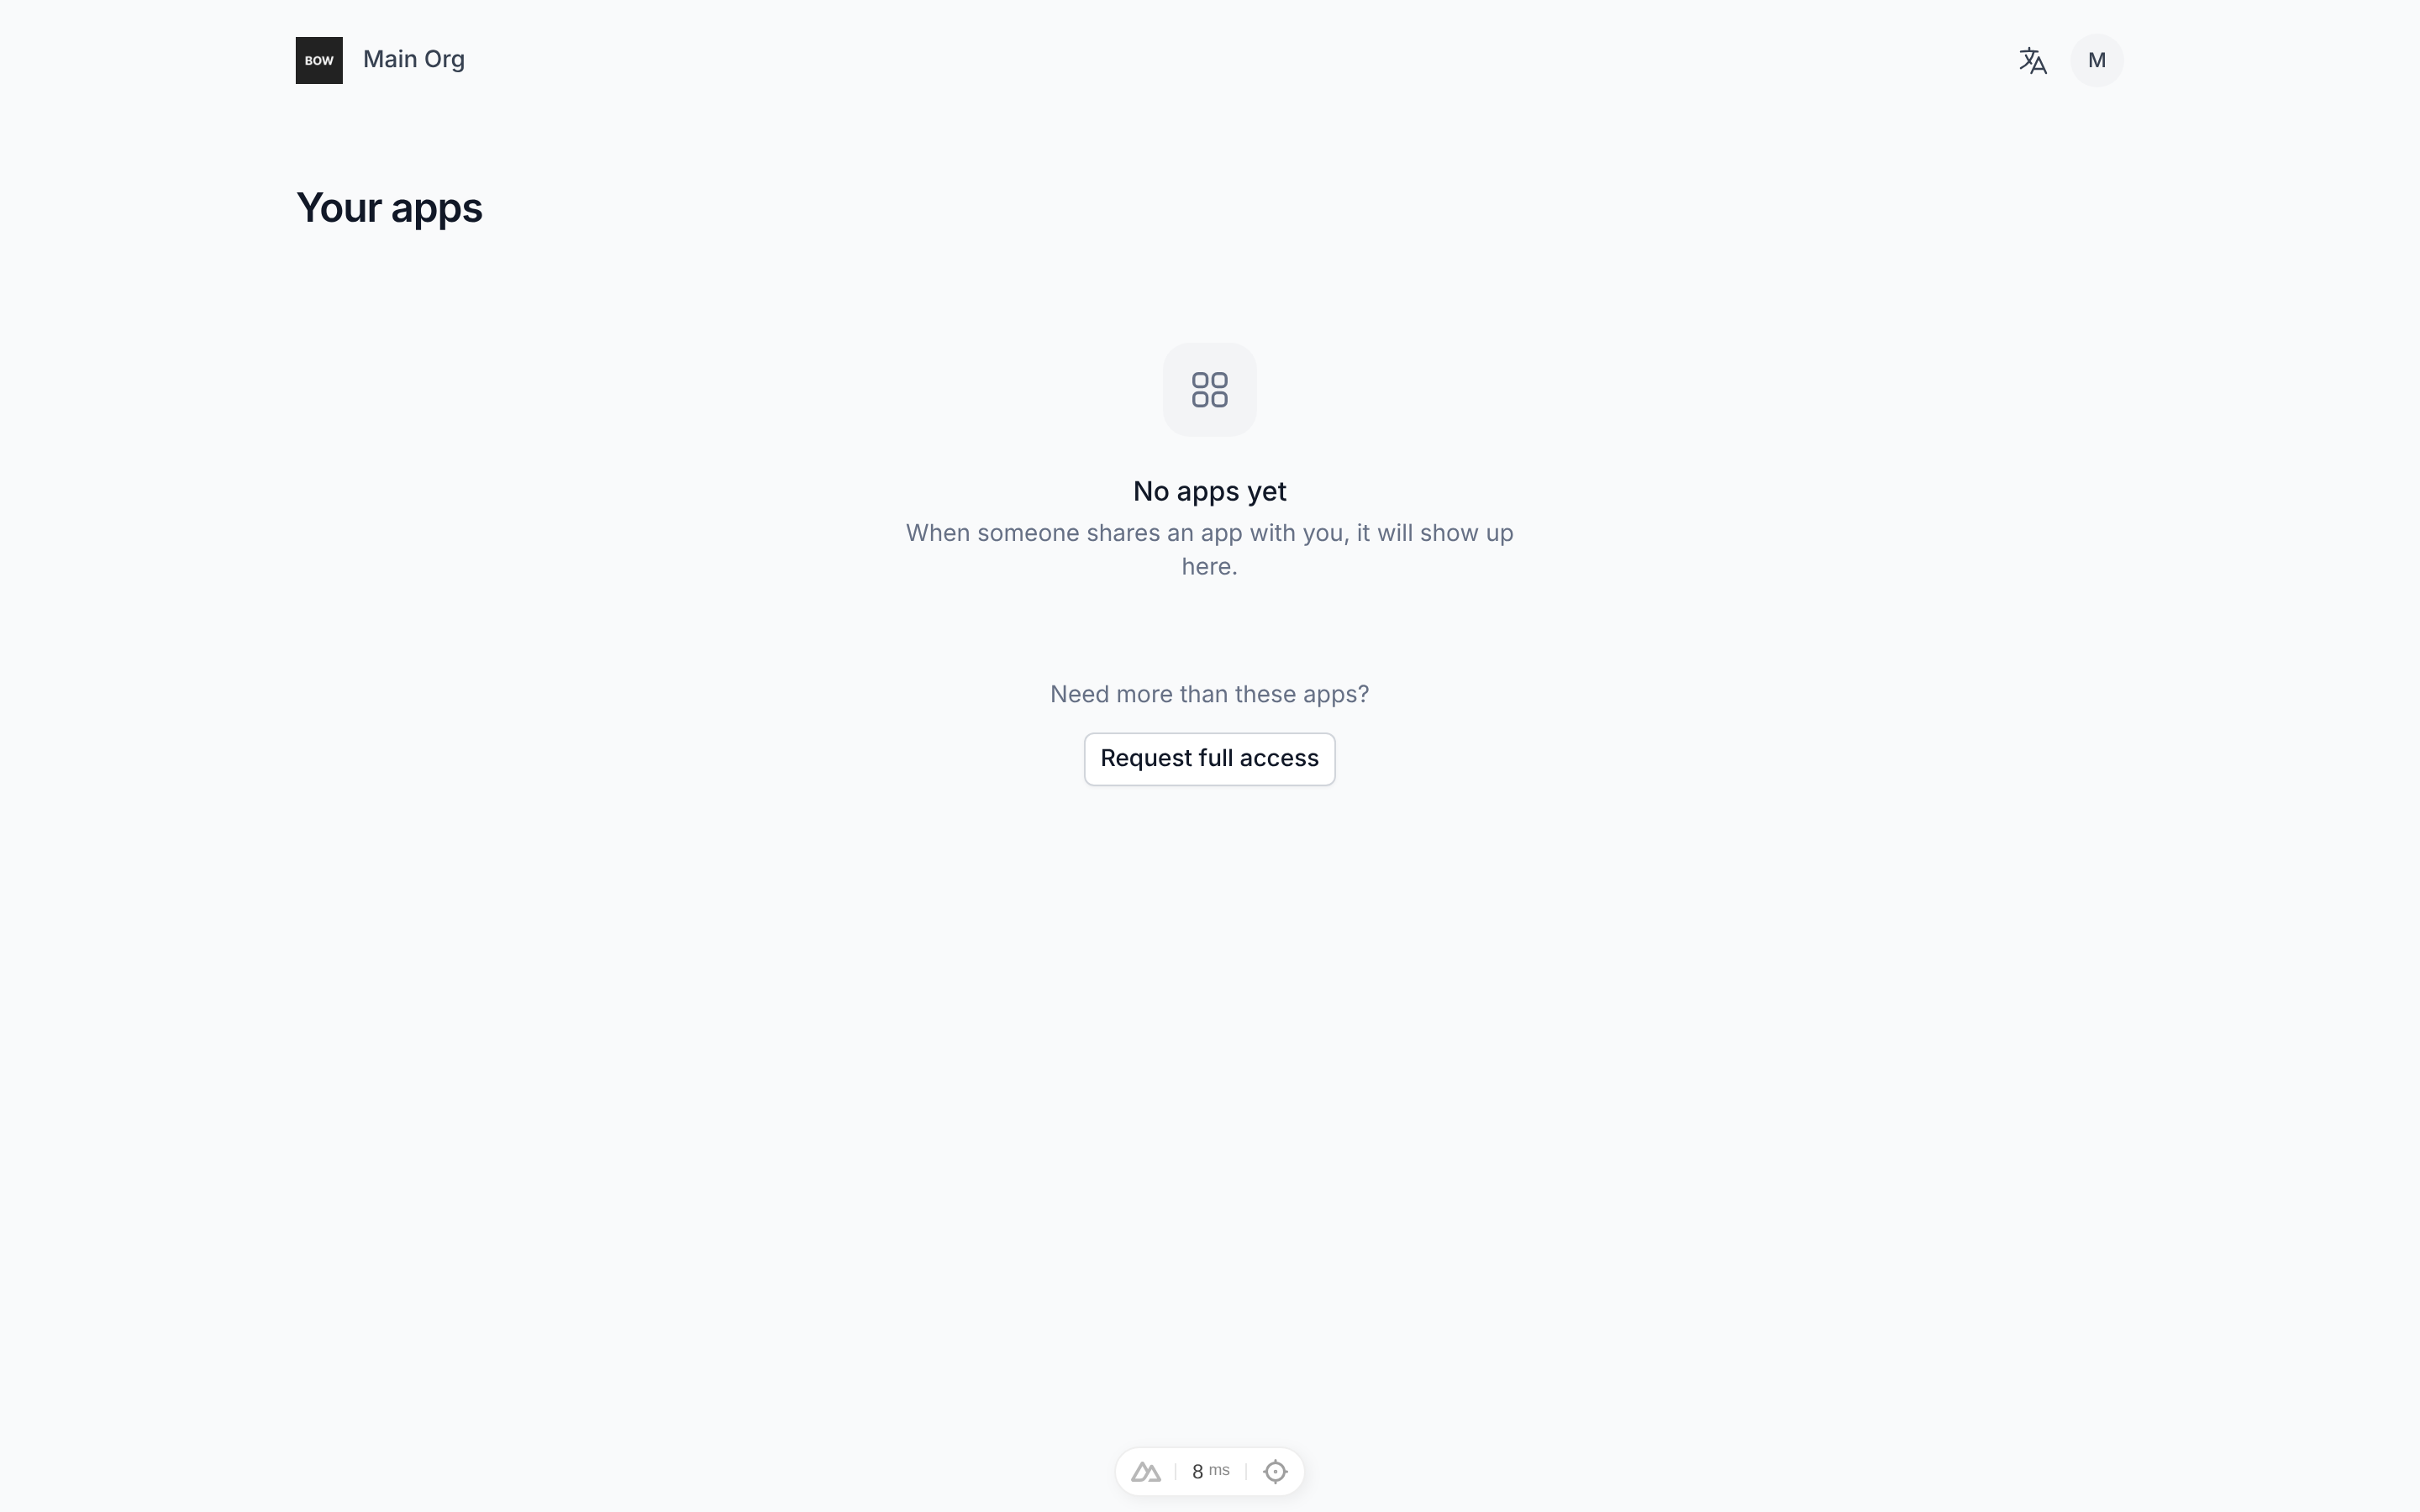 BOW Main Org
M
Your apps
No apps yet
When someone shares an app with you, it will show up
here.
Need more than these apps?
Request full access
8 ms